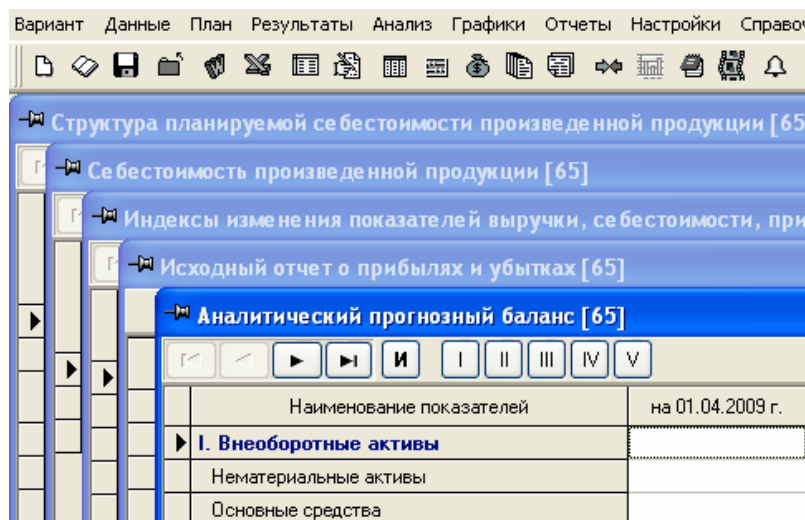 Вариант Данные План Результаты Анализ Графики Отчеты Настройки
Структура планируемой себестоимости произведенной продукции [65
Себестоимость произведенной продукции [65]
Индексы изменения показателей выручки, себестоимости,
Исходный отчет о прибылях и убытках [65]
Аналитический прогнозный баланс [65]
И I II III IV V
Наименование показателей на 01.04.2009 г.
I. Внеоборотные активы
Нематериальные активы
Основные средства